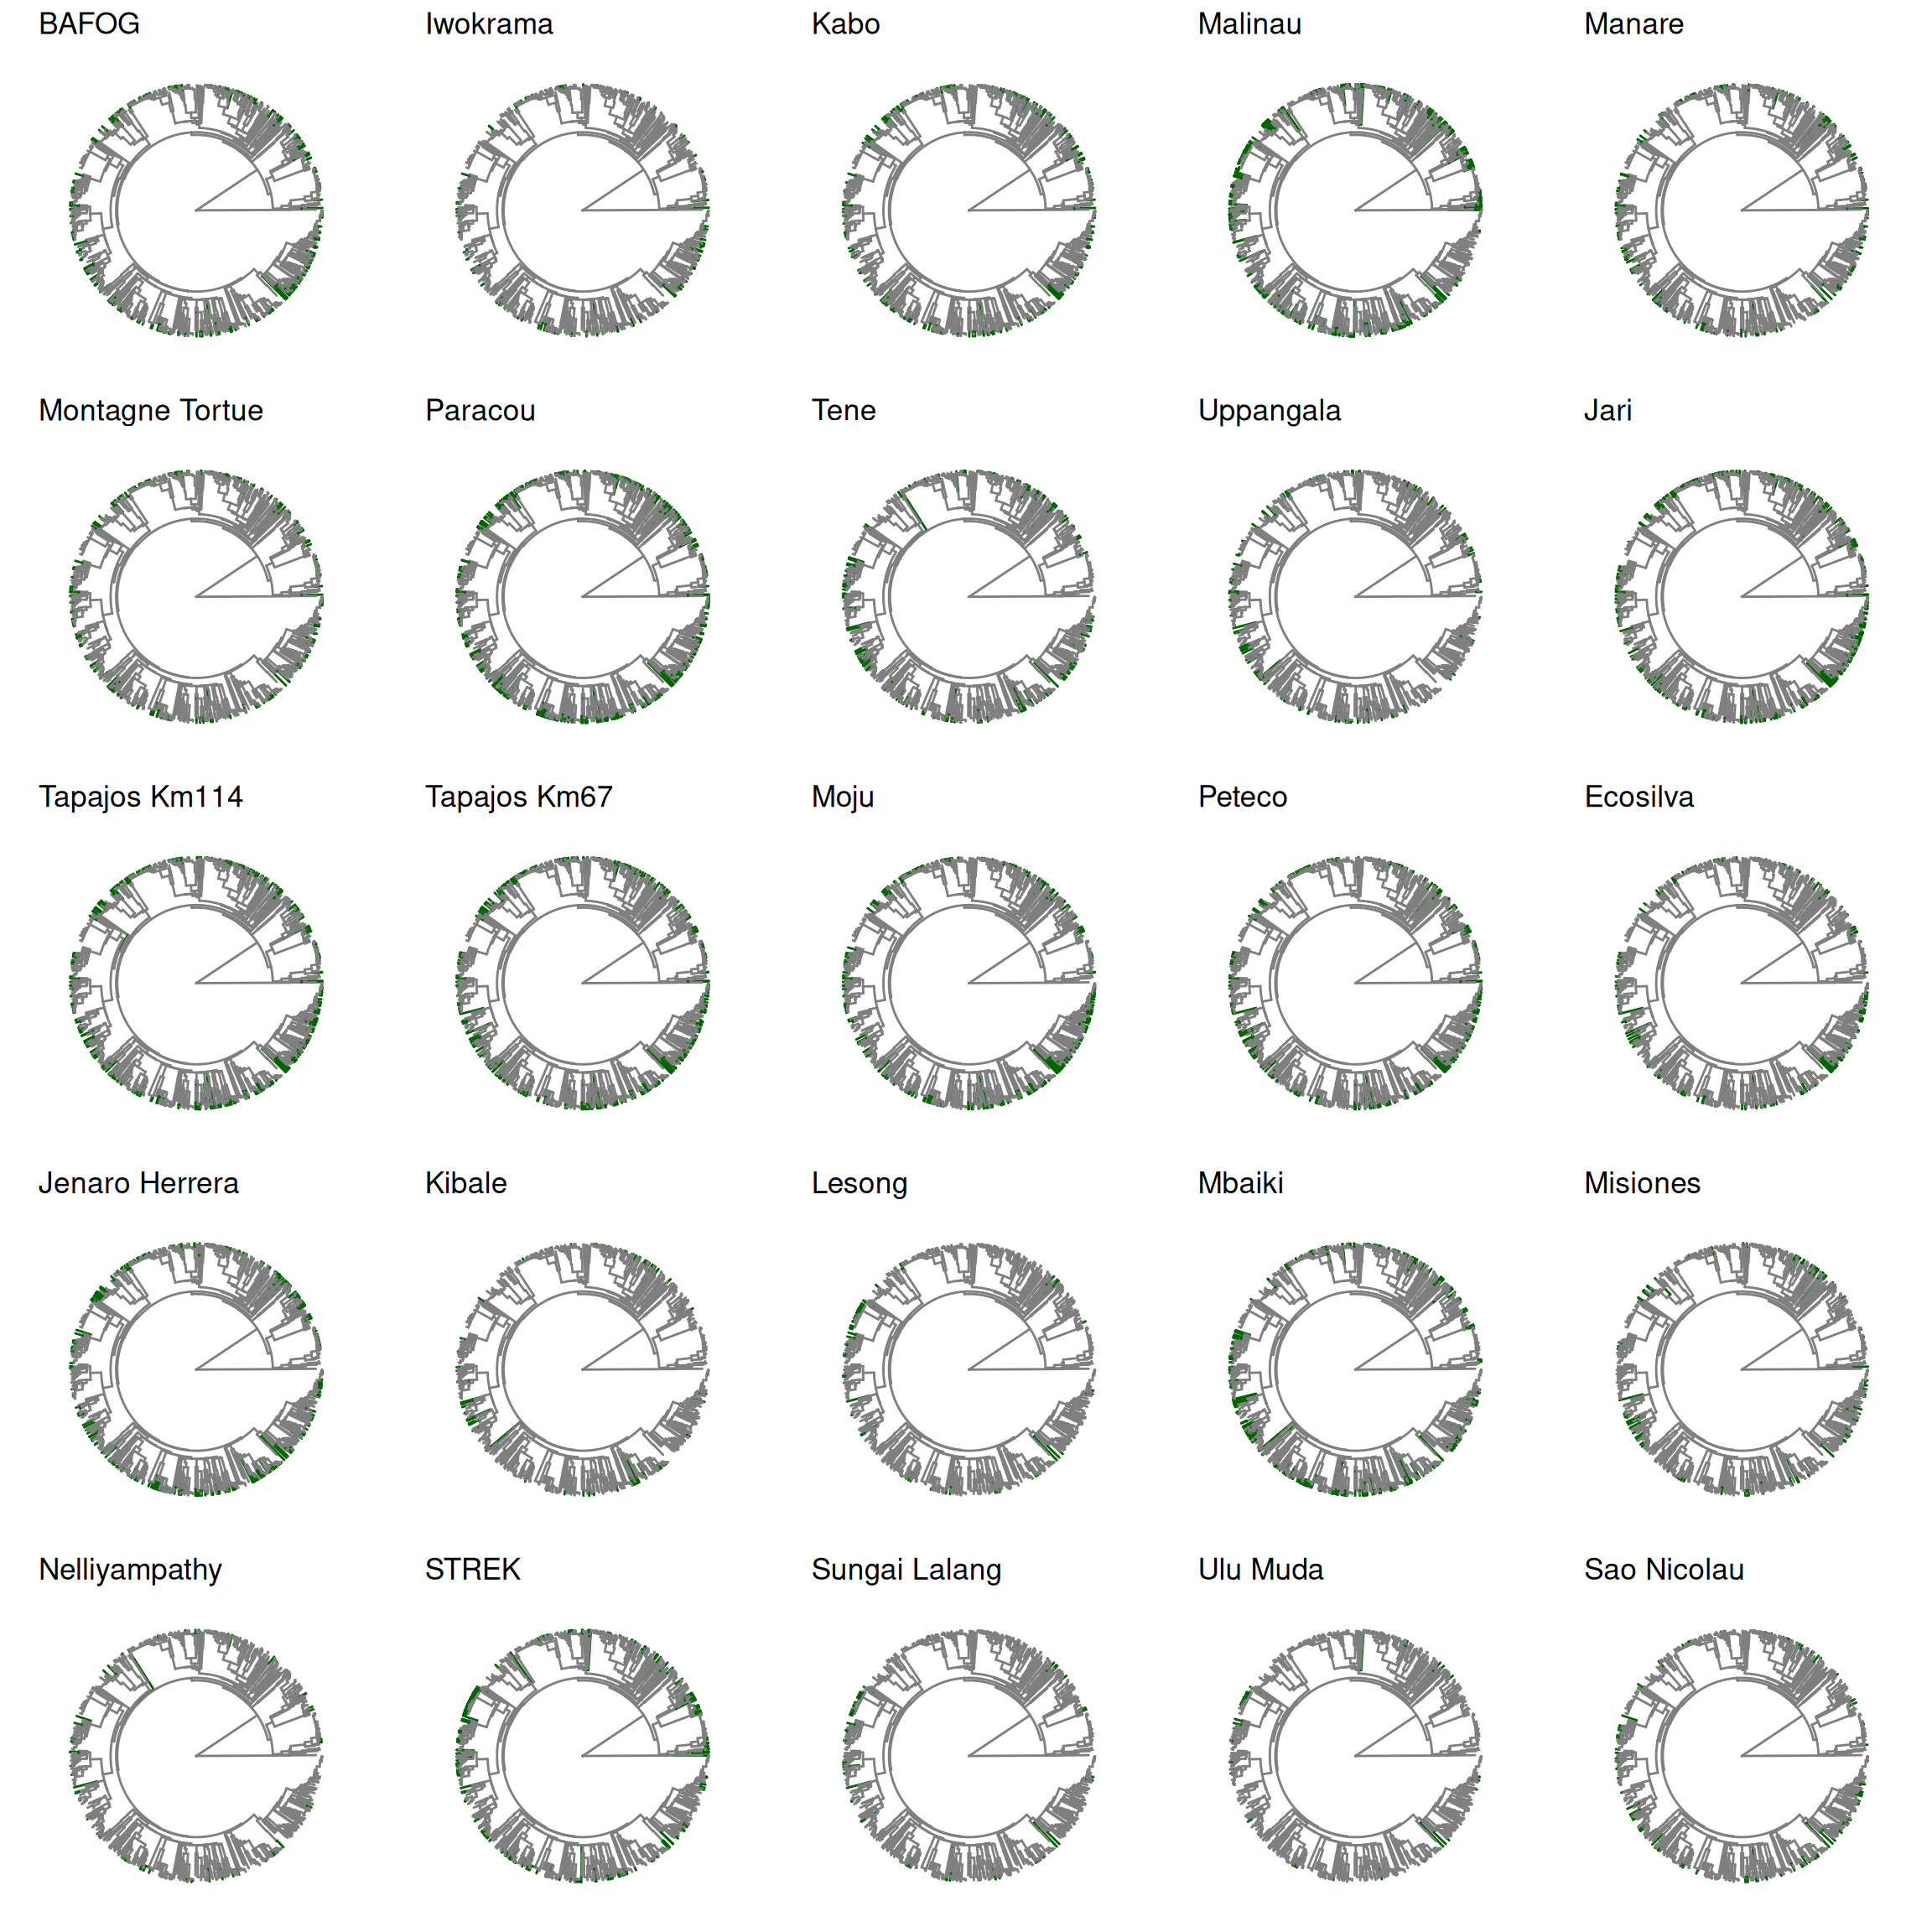 BAFOG
Iwokrama
Kabo
Malinau
Manare
Montagne Tortue
Paracou
Tene
Uppangala
Jari
Tapajos Km114
Tapajos Km67
Moju
Peteco
Ecosilva
Jenaro Herrera
Kibale
Lesong
Mbaiki
Misiones
Nelliyampathy
STREK
Sungai Lalang
Ulu Muda
Sao Nicolau